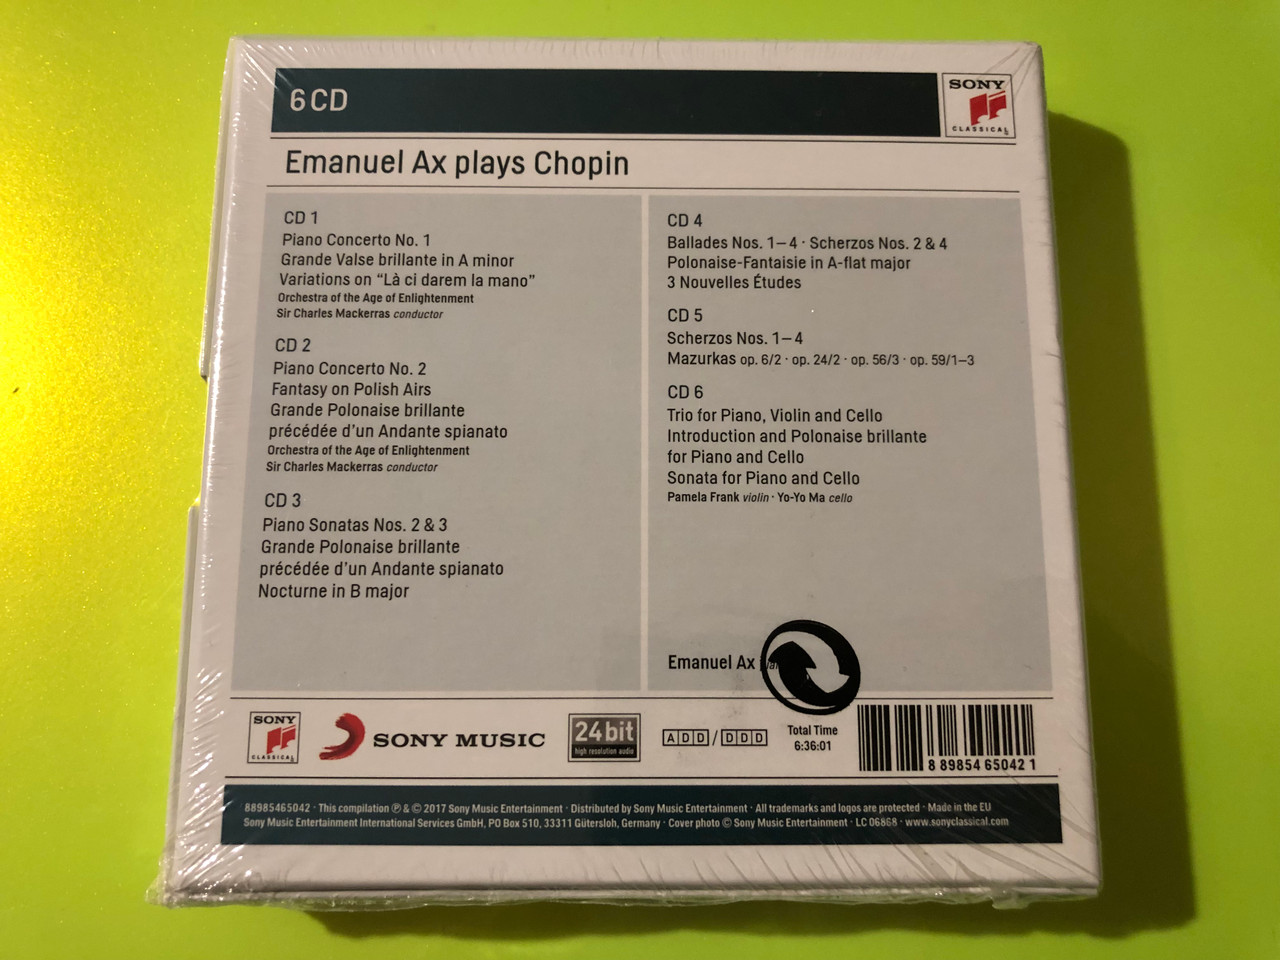 6 CD
SONY
CLASSICAL
Emanuel Ax plays Chopin
CD 1
Piano Concerto No. 1
Grande Valse brillante in A minor
Variations on “Là ci darem la mano”
Orchestra of the Age of Enlightenment
Sir Charles Mackerras conductor
CD 2
Piano Concerto No. 2
Fantasy on Polish Airs
Grande Polonaise brillante
précédée d’un Andante spianato
Orchestra of the Age of Enlightenment
Sir Charles Mackerras conductor
CD 3
Piano Sonatas Nos. 2 & 3
Grande Polonaise brillante
précédée d’un Andante spianato
Nocturne in B major
CD 4
Ballades Nos. 1–4 · Scherzos Nos. 2 & 4
Polonaise-Fantaisie in A-flat major
3 Nouvelles Études
CD 5
Scherzos Nos. 1–4
Mazurkas op. 6/2 · op. 24/2 · op. 56/3 · op. 59/1–3
CD 6
Trio for Piano, Violin and Cello
Introduction and Polonaise brillante
for Piano and Cello
Sonata for Piano and Cello
Pamela Frank violin · Yo-Yo Ma cello
Emanuel Ax
SONY
CLASSICAL
SONY MUSIC
24 bit
high resolution audio
ADD / DDD
Total Time
6:36:01
8 89854 65042 1
88985465042 · This compilation ℗ & © 2017 Sony Music Entertainment · Distributed by Sony Music Entertainment · All trademarks and logos are protected · Made in the EU
Sony Music Entertainment International Services GmbH, PO Box 510, 33311 Gütersloh, Germany · Cover photo © Sony Music Entertainment · LC 06868 · www.sonyclassical.com